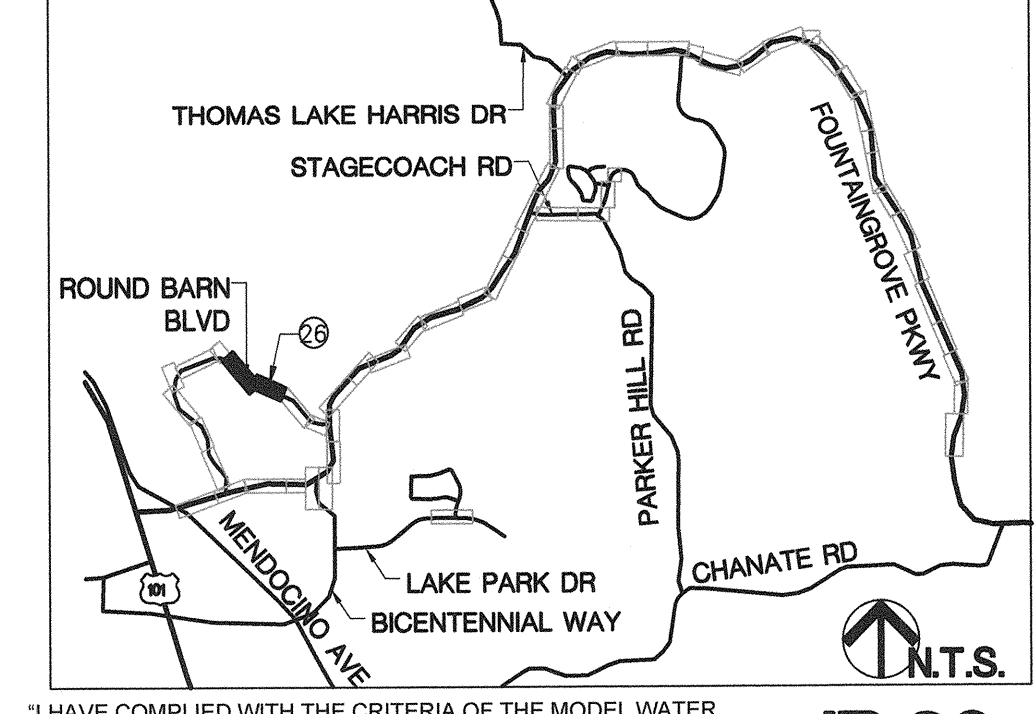 THOMAS LAKE HARRIS DR
STAGECOACH RD
FOUNTAINGROVE PKWY
ROUND BARN
BLVD
26
PARKER HILL RD
MENDOCINO AVE
101
LAKE PARK DR
BICENTENNIAL WAY
CHANATE RD
N.T.S.
"I HAVE COMPLIED WITH THE CRITERIA OF THE MODEL WATER